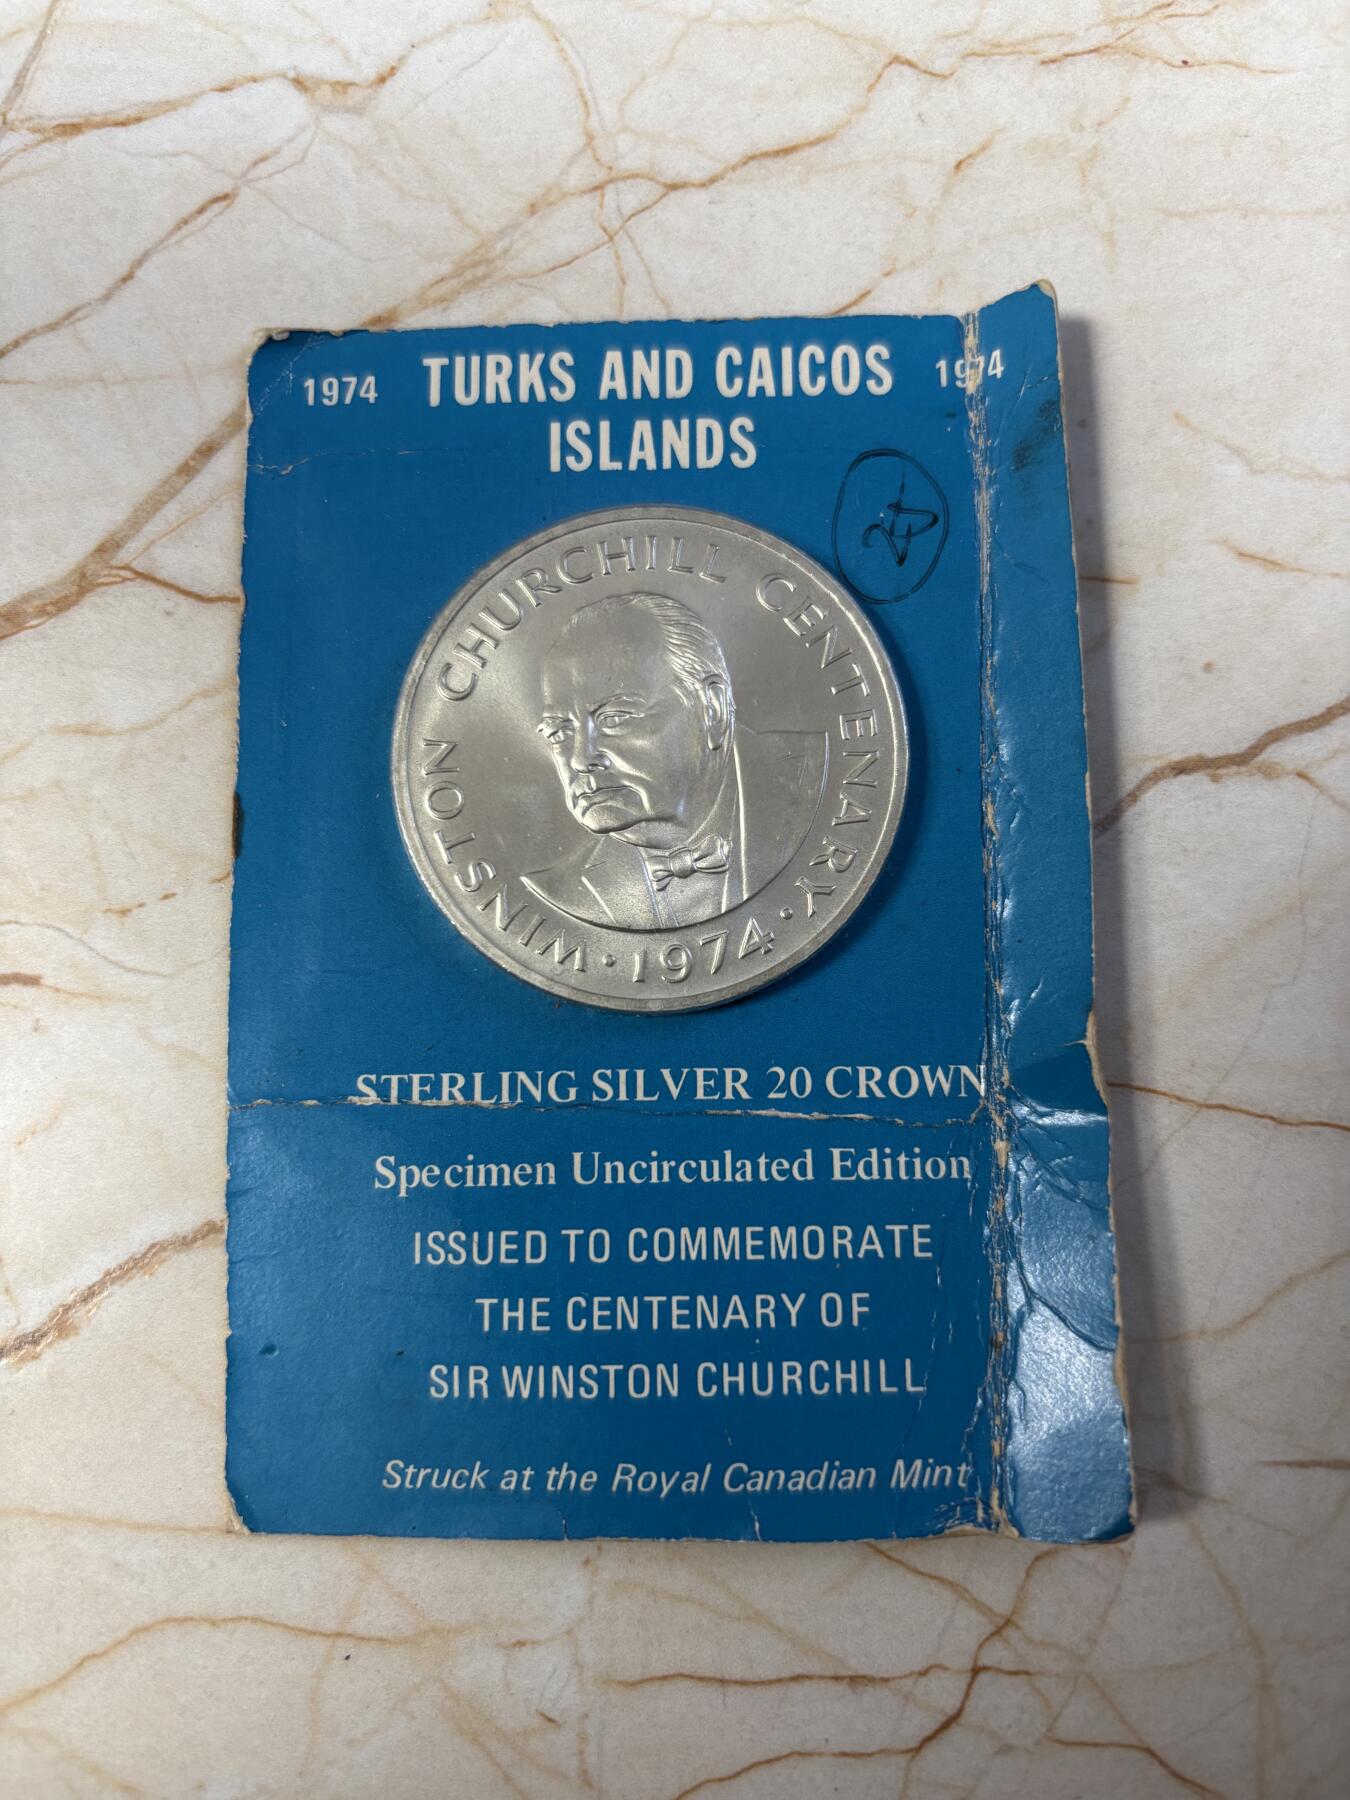 1974 TURKS AND CAICOS 1974
ISLANDS
WINSTON CHURCHILL CENTENARY · 1974 ·
STERLING SILVER 20 CROWN
Specimen Uncirculated Edition
ISSUED TO COMMEMORATE
THE CENTENARY OF
SIR WINSTON CHURCHILL
Struck at the Royal Canadian Mint